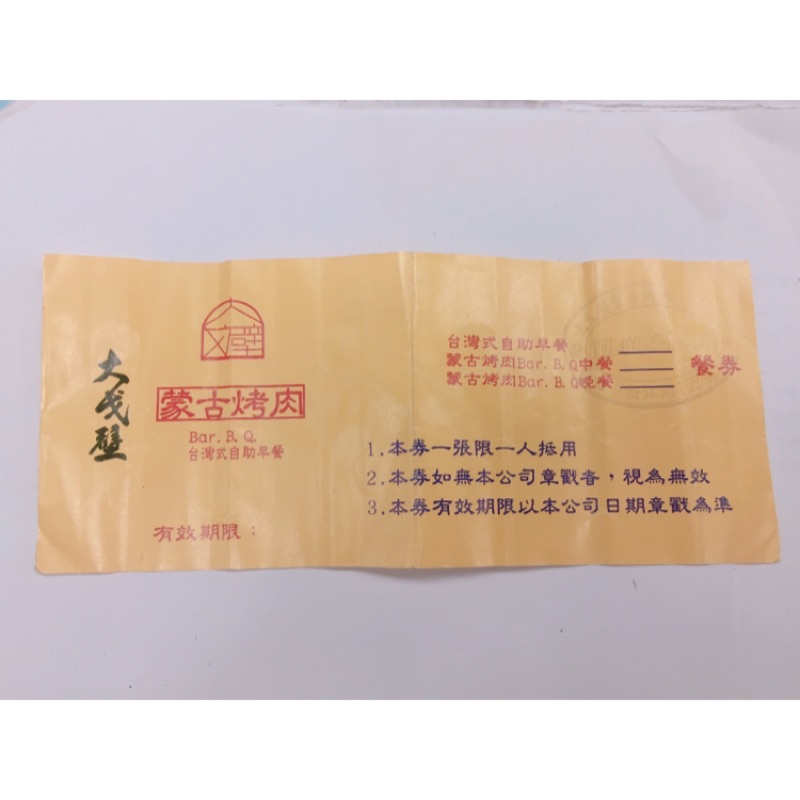 大戈壁
大戈壁
蒙古烤肉
Bar. B. Q.
台灣式自助早餐
有效期限：
台灣式自助早餐
蒙古烤肉Bar. B. Q中餐
蒙古烤肉Bar. B. Q晚餐
餐券
1.本券一張限一人抵用
2.本券如無本公司章戳者，視為無效
3.本券有效期限以本公司日期章戳為準